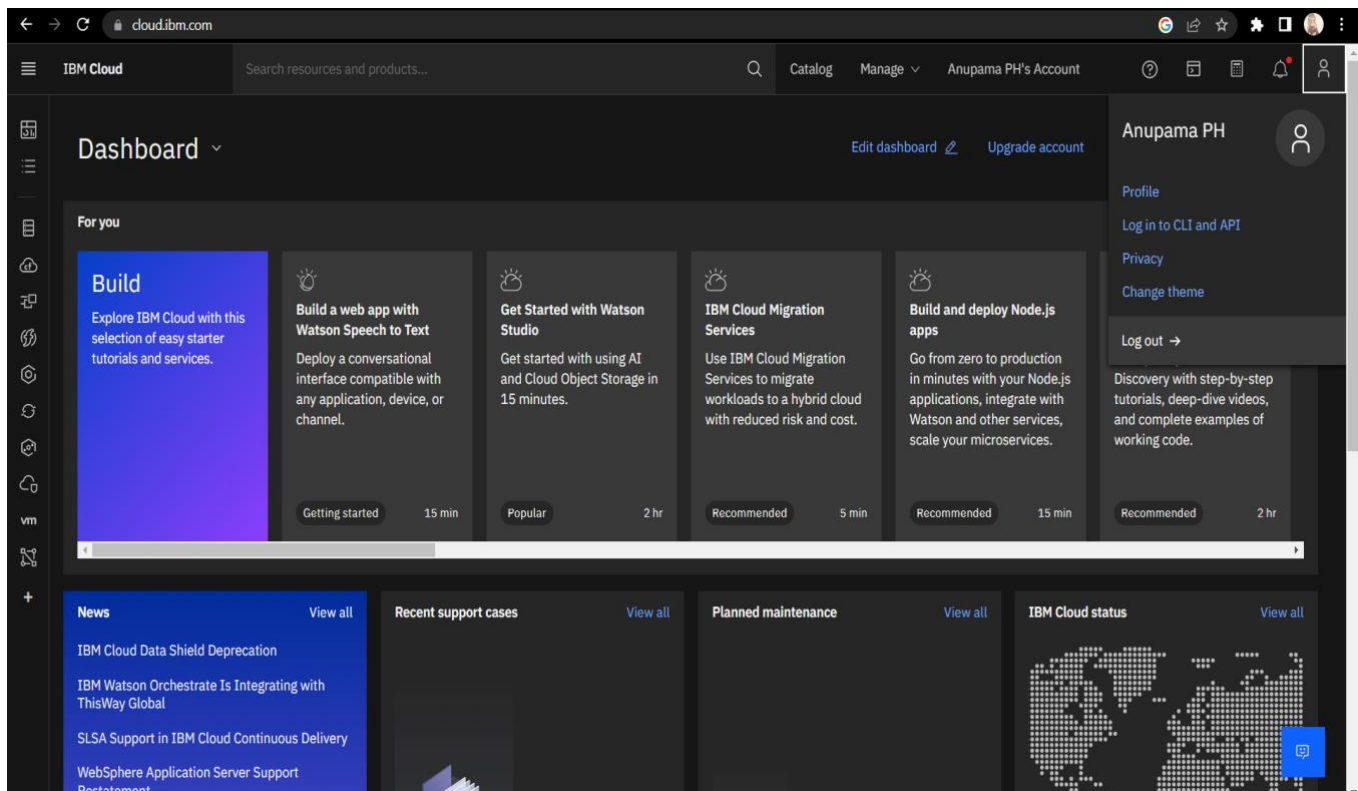 cloud.ibm.com
IBM Cloud
Search resources and products...
Catalog
Manage
Anupama PH's Account
Dashboard
Edit dashboard
Upgrade account
Anupama PH
Profile
Log in to CLI and API
Privacy
Change theme
Log out →
For you
Build
Explore IBM Cloud with this
selection of easy starter
tutorials and services.
Build a web app with
Watson Speech to Text
Deploy a conversational
interface compatible with
any application, device, or
channel.
Getting started
15 min
Get Started with Watson
Studio
Get started with using AI
and Cloud Object Storage in
15 minutes.
Popular
2 hr
IBM Cloud Migration
Services
Use IBM Cloud Migration
Services to migrate
workloads to a hybrid cloud
with reduced risk and cost.
Recommended
5 min
Build and deploy Node.js
apps
Go from zero to production
in minutes with your Node.js
applications, integrate with
Watson and other services,
scale your microservices.
Recommended
15 min
Discovery with step-by-step
tutorials, deep-dive videos,
and complete examples of
working code.
Recommended
2 hr
vm
News
View all
IBM Cloud Data Shield Deprecation
IBM Watson Orchestrate Is Integrating with
ThisWay Global
SLSA Support in IBM Cloud Continuous Delivery
WebSphere Application Server Support
Recent support cases
View all
Planned maintenance
View all
IBM Cloud status
View all